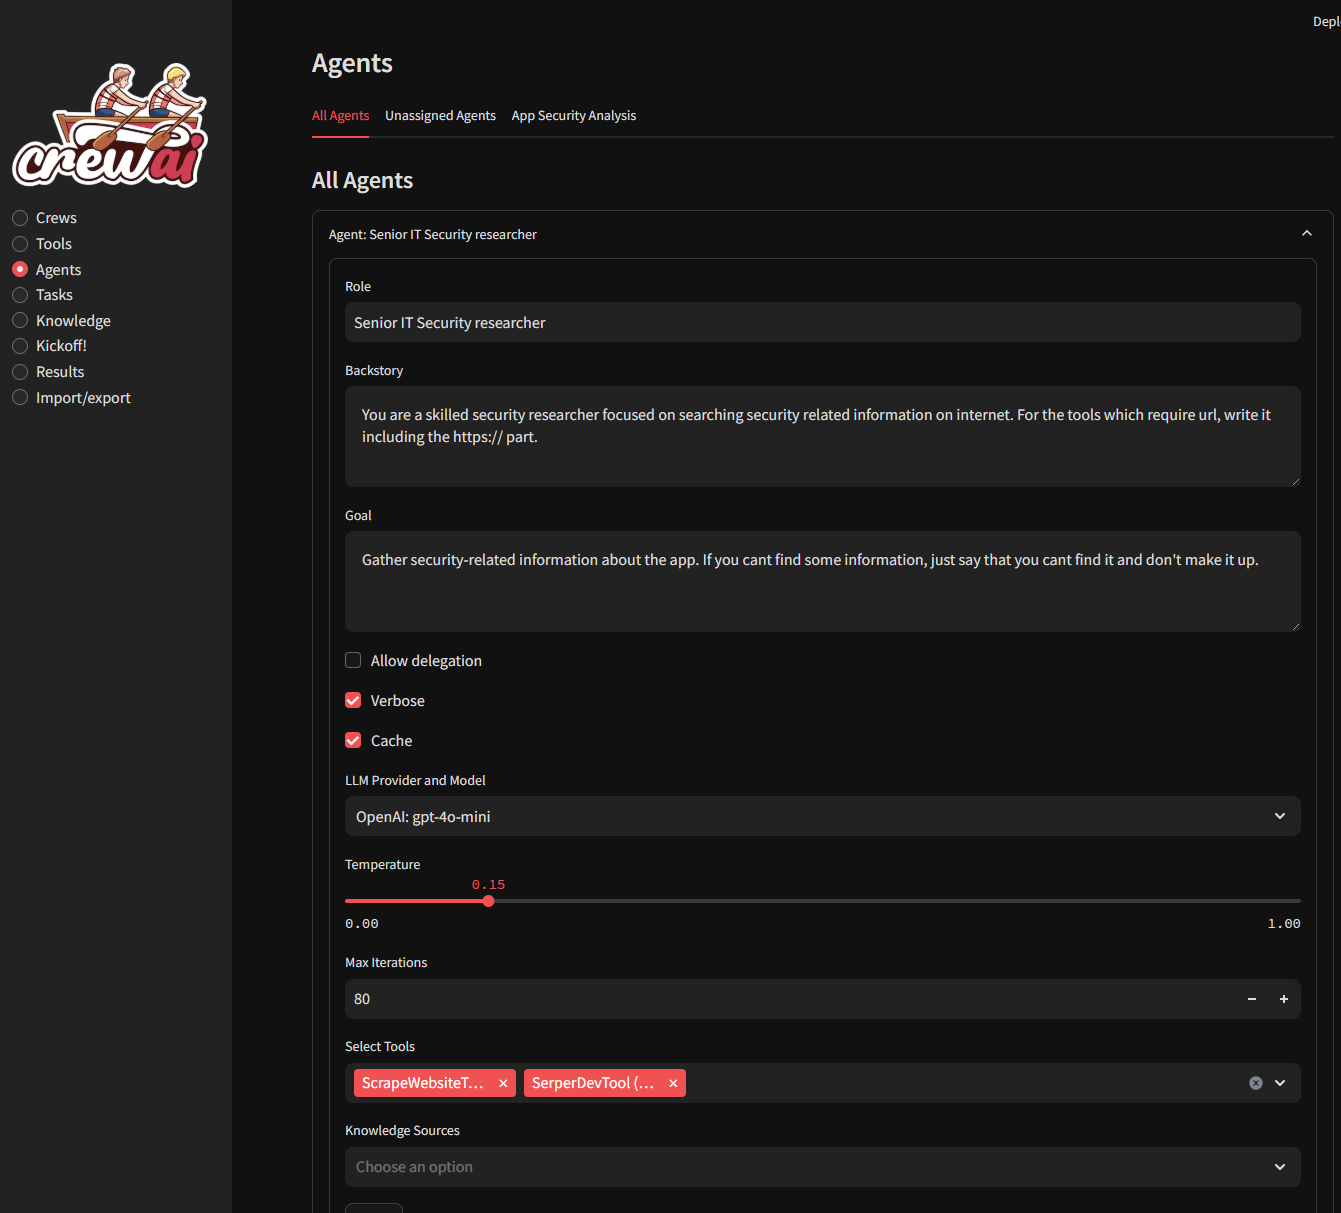 Depl
crewai
Crews
Tools
Agents
Tasks
Knowledge
Kickoff!
Results
Import/export
Agents
All Agents
Unassigned Agents
App Security Analysis
All Agents
Agent: Senior IT Security researcher
Role
Senior IT Security researcher
Backstory
You are a skilled security researcher focused on searching security related information on internet. For the tools which require url, write it
including the https:// part.
Goal
Gather security-related information about the app. If you cant find some information, just say that you cant find it and don't make it up.
Allow delegation
Verbose
Cache
LLM Provider and Model
OpenAI: gpt-4o-mini
Temperature
0.15
0.00
1.00
Max Iterations
80
Select Tools
ScrapeWebsiteT...
SerperDevTool (...
Knowledge Sources
Choose an option